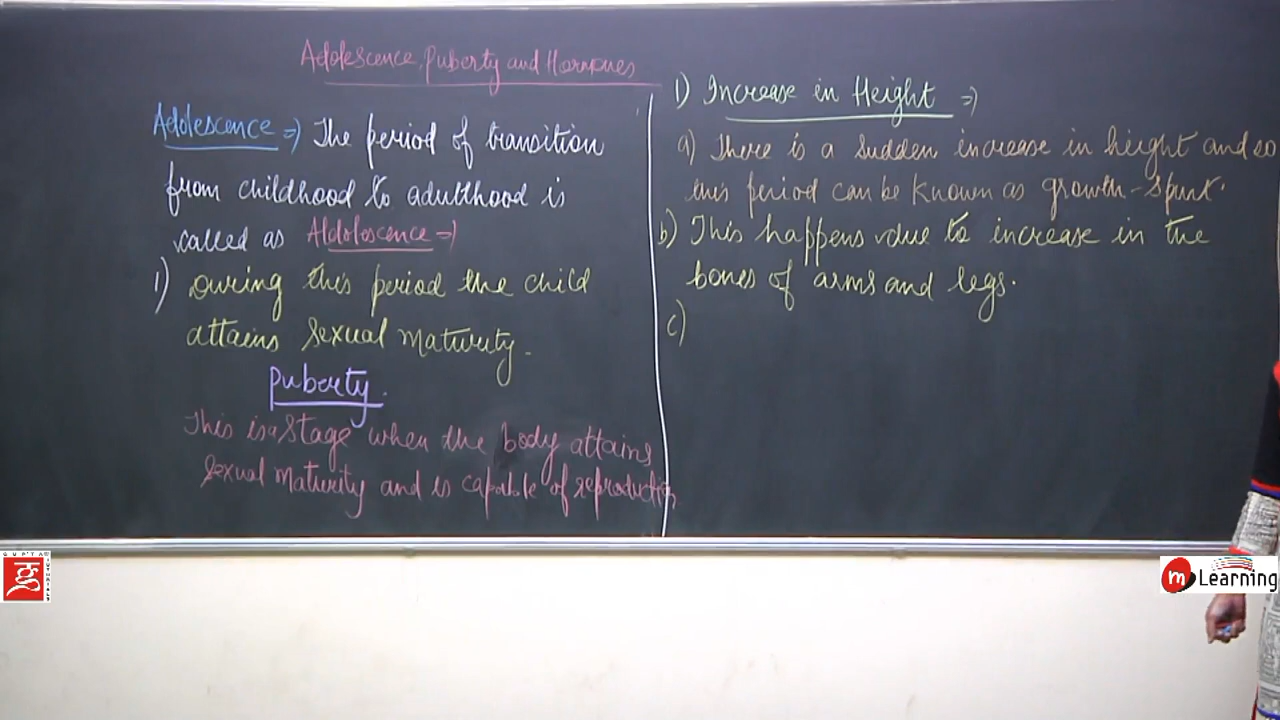 Adolescence, Puberty and Hormones
Adolescence => The period of transition
from childhood to adulthood is
called as Aldoloscence =>
1) During this period the child
attains sexual maturity.
Puberty.
This is a stage when the body attains
sexual maturity and is capable of reproduction
1) Increase in Height =>
a) There is a sudden increase in height and so
this period can be known as growth-spurt.
b) This happens due to increase in the
bones of arms and legs.
c)
GUPTA
m Learning